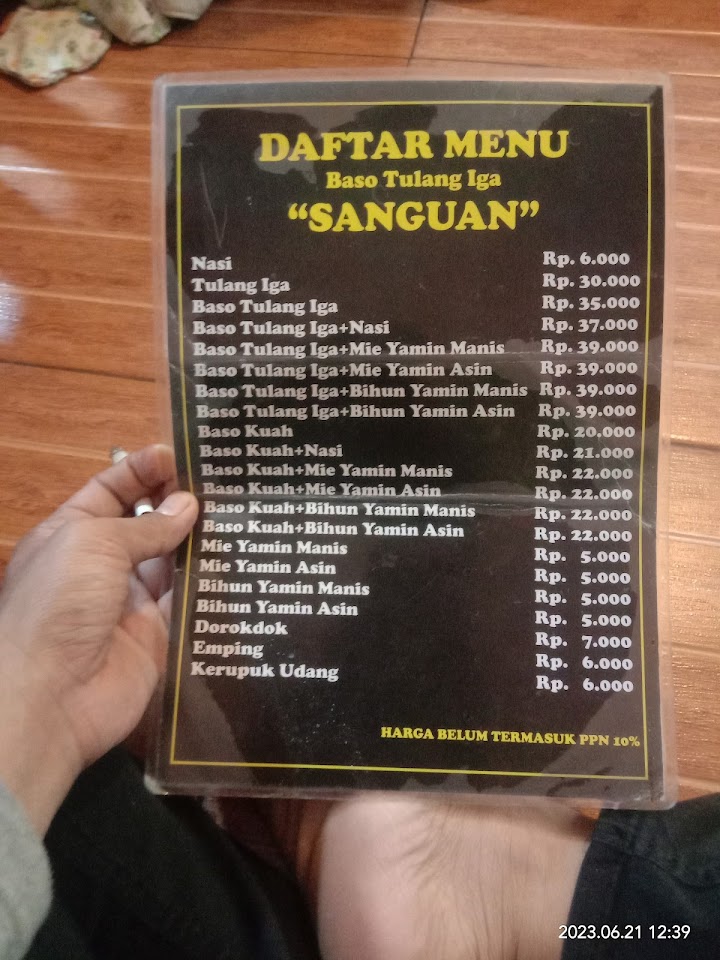 DAFTAR MENU
Baso Tulang Iga
“SANGUAN”
Nasi Rp. 6.000
Tulang Iga Rp. 30.000
Baso Tulang Iga Rp. 35.000
Baso Tulang Iga+Nasi Rp. 37.000
Baso Tulang Iga+Mie Yamin Manis Rp. 39.000
Baso Tulang Iga+Mie Yamin Asin Rp. 39.000
Baso Tulang Iga+Bihun Yamin Manis Rp. 39.000
Baso Tulang Iga+Bihun Yamin Asin Rp. 39.000
Baso Kuah Rp. 20.000
Baso Kuah+Nasi Rp. 21.000
Baso Kuah+Mie Yamin Manis Rp. 22.000
Baso Kuah+Mie Yamin Asin Rp. 22.000
Baso Kuah+Bihun Yamin Manis Rp. 22.000
Baso Kuah+Bihun Yamin Asin Rp. 22.000
Mie Yamin Manis Rp. 5.000
Mie Yamin Asin Rp. 5.000
Bihun Yamin Manis Rp. 5.000
Bihun Yamin Asin Rp. 5.000
Dorokdok Rp. 7.000
Emping Rp. 6.000
Kerupuk Udang Rp. 6.000
HARGA BELUM TERMASUK PPN 10%
2023.06.21 12:39